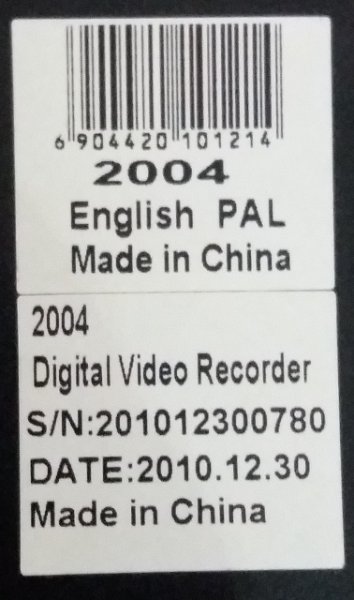 6 904420 101214
2004
English PAL
Made in China
2004
Digital Video Recorder
S/N:201012300780
DATE:2010.12.30
Made in China